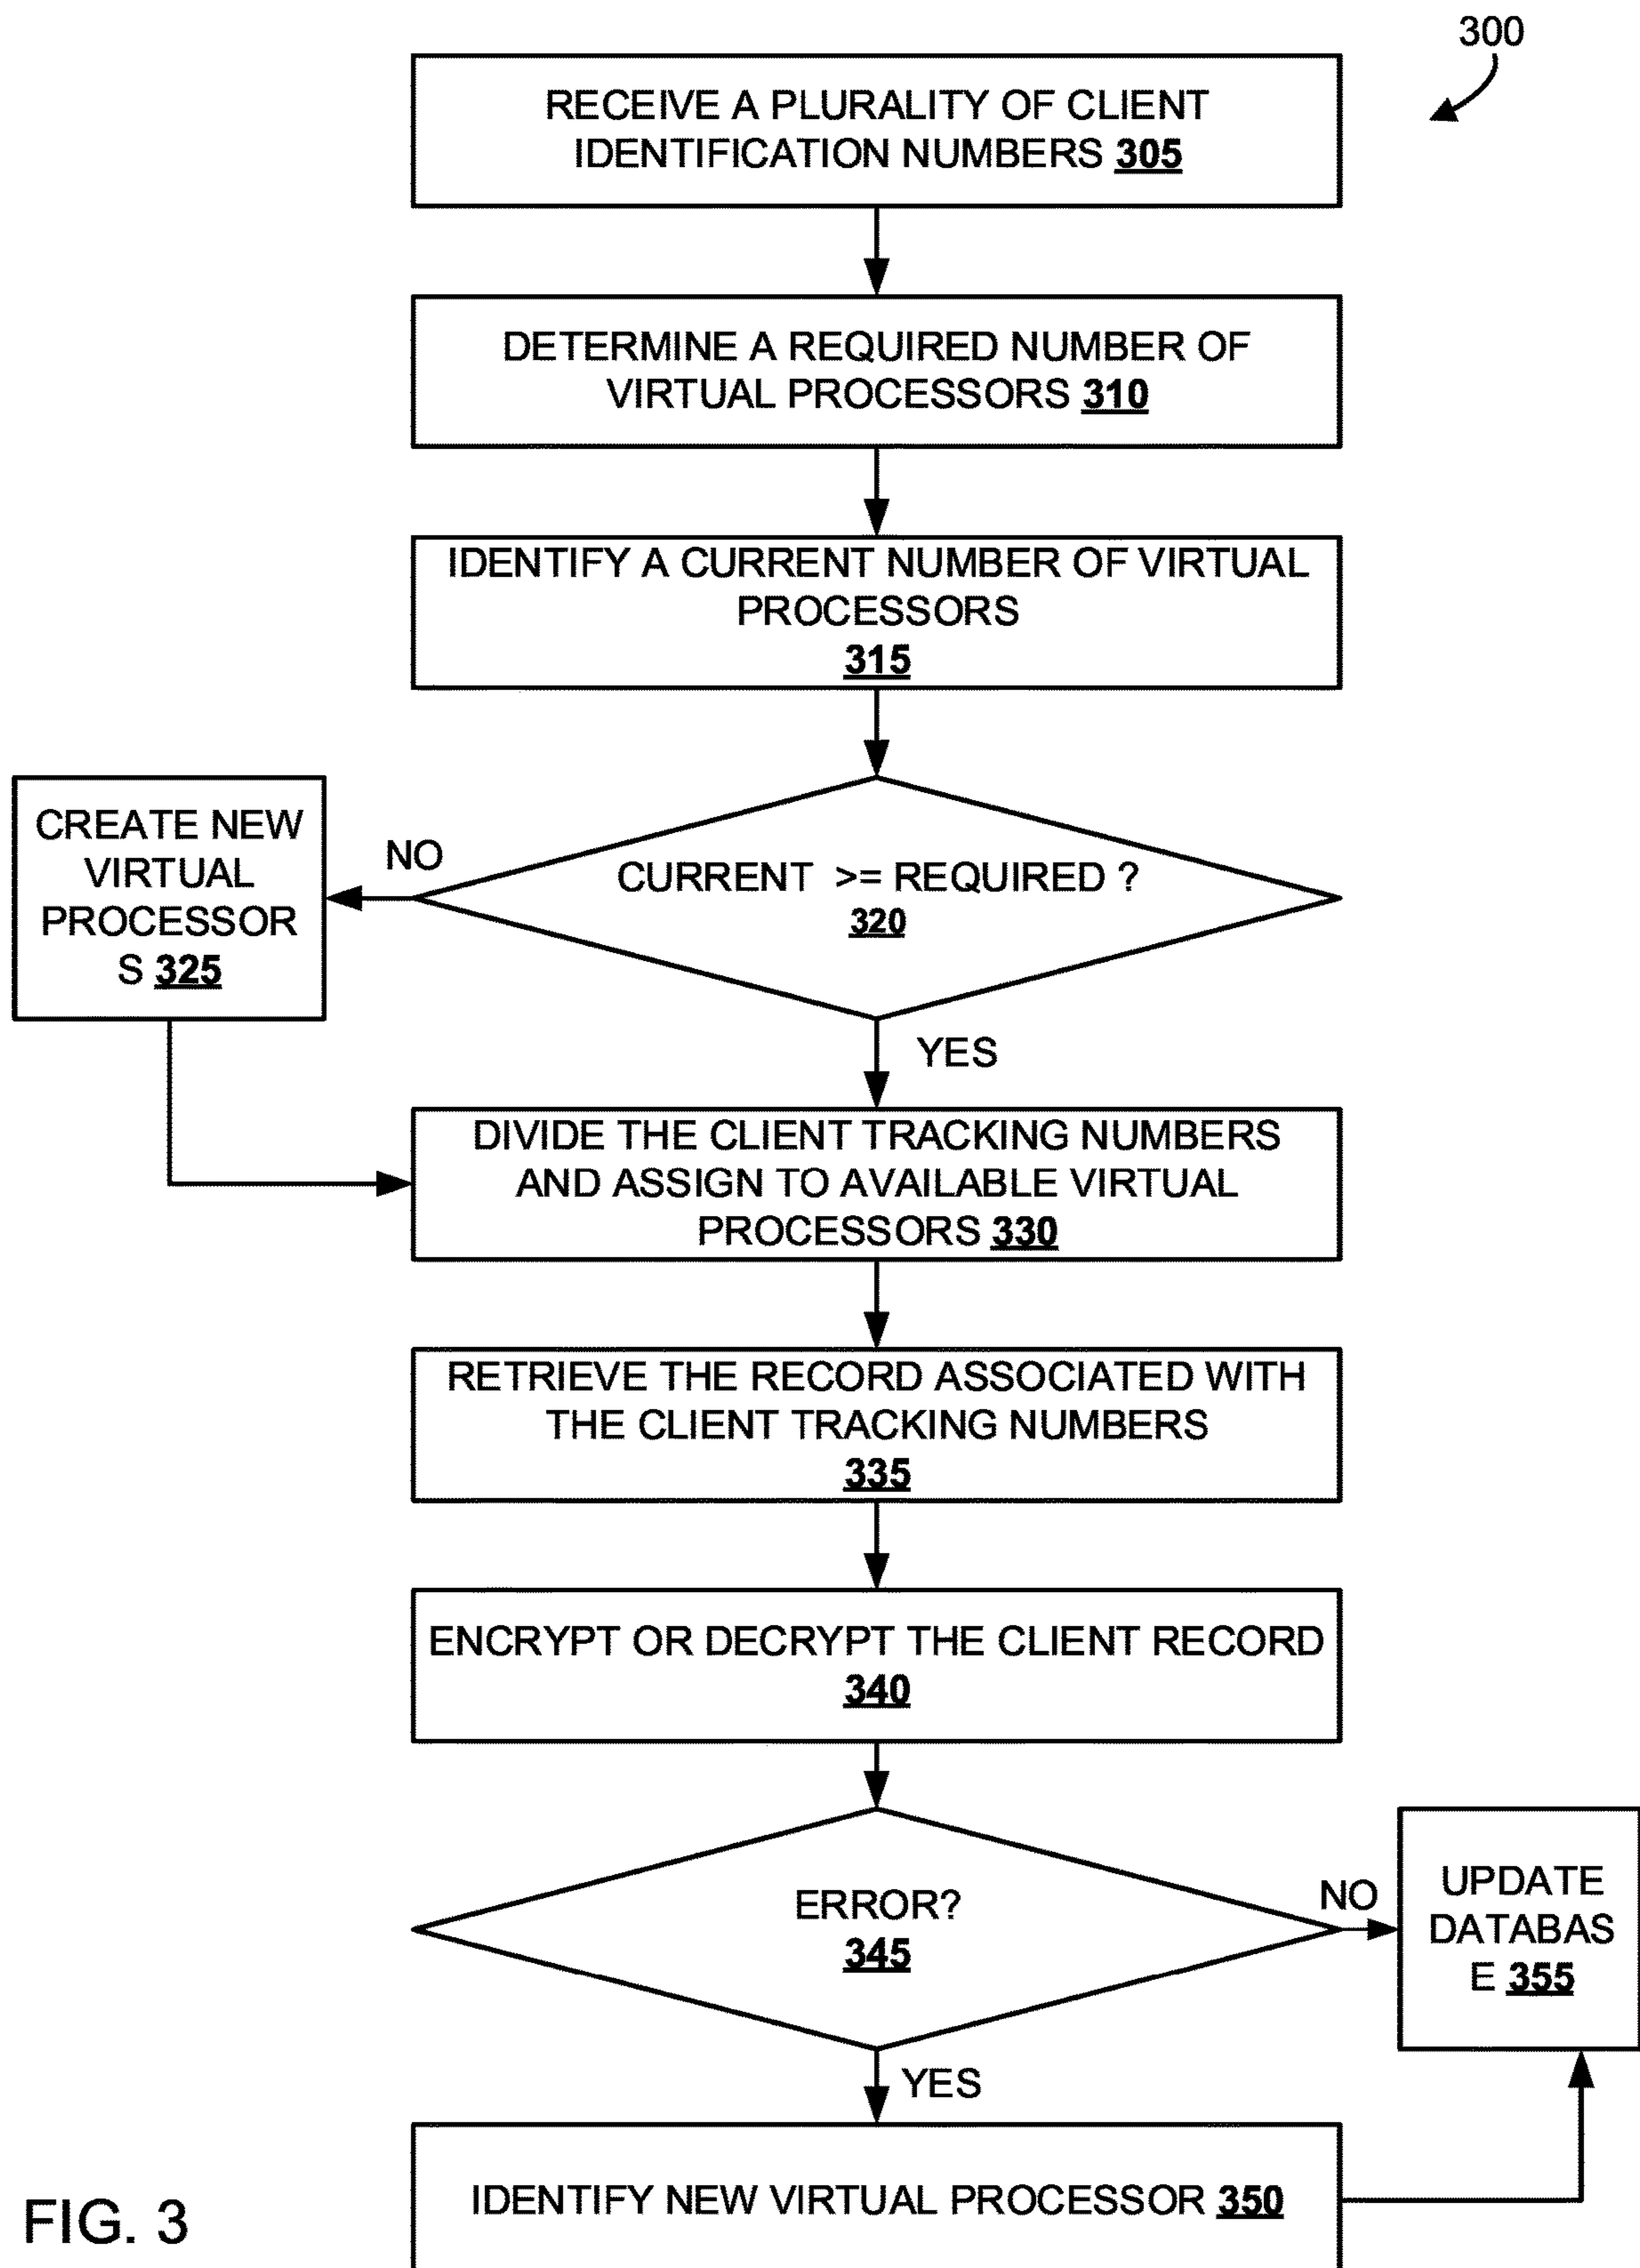 300
RECEIVE A PLURALITY OF CLIENT
IDENTIFICATION NUMBERS 305
DETERMINE A REQUIRED NUMBER OF
VIRTUAL PROCESSORS 310
IDENTIFY A CURRENT NUMBER OF VIRTUAL
PROCESSORS
315
CREATE NEW
VIRTUAL
PROCESSOR
S 325
NO
CURRENT >= REQUIRED ?
320
YES
DIVIDE THE CLIENT TRACKING NUMBERS
AND ASSIGN TO AVAILABLE VIRTUAL
PROCESSORS 330
RETRIEVE THE RECORD ASSOCIATED WITH
THE CLIENT TRACKING NUMBERS
335
ENCRYPT OR DECRYPT THE CLIENT RECORD
340
ERROR?
345
NO
UPDATE
DATABAS
E 355
YES
IDENTIFY NEW VIRTUAL PROCESSOR 350
FIG. 3